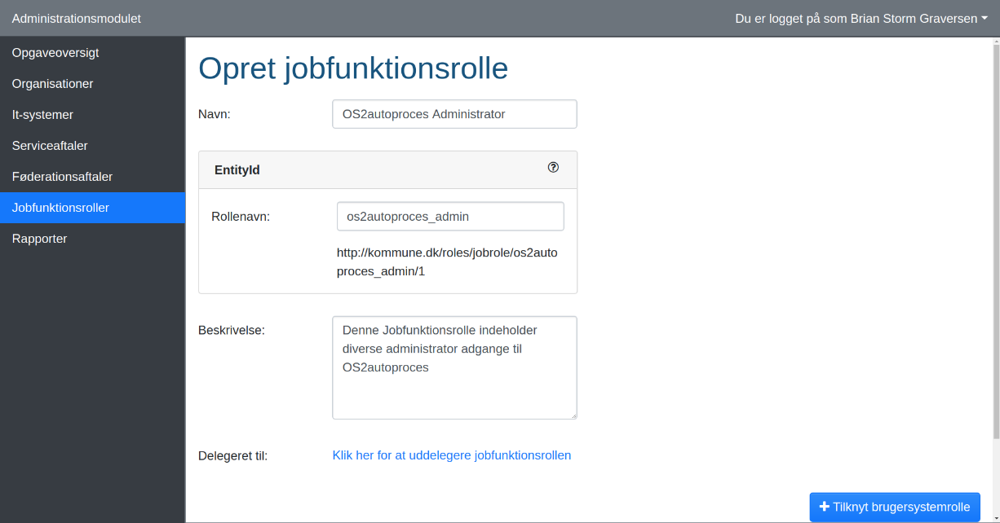 Administrationsmodulet
Du er logget på som Brian Storm Graversen
Opgaveoversigt
Organisationer
It-systemer
Serviceaftaler
Føderationsaftaler
Jobfunktionsroller
Rapporter
Opret jobfunktionsrolle
Navn:
OS2autoproces Administrator
EntityId
Rollenavn:
os2autoproces_admin
http://kommune.dk/roles/jobrole/os2auto
proces_admin/1
Beskrivelse:
Denne Jobfunktionsrolle indeholder
diverse administrator adgange til
OS2autoproces
Delegeret til:
Klik her for at uddelegere jobfunktionsrollen
Tilknyt brugersystemrolle